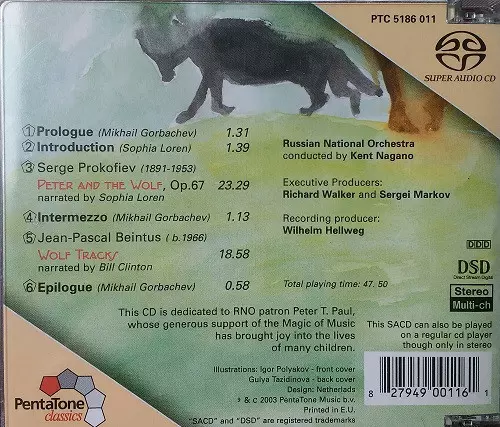 PTC 5186 011
SUPER AUDIO CD
① Prologue (Mikhail Gorbachev) 1.31
② Introduction (Sophia Loren) 1.39
③ Serge Prokofiev (1891-1953)
PETER AND THE WOLF, Op.67 23.29
narrated by Sophia Loren
④ Intermezzo (Mikhail Gorbachev) 1.13
⑤ Jean-Pascal Beintus (b.1966)
WOLF TRACKS 18.58
narrated by Bill Clinton
⑥ Epilogue (Mikhail Gorbachev) 0.58
Russian National Orchestra
conducted by Kent Nagano
Executive Producers:
Richard Walker and Sergei Markov
Recording producer:
Wilhelm Hellweg
Total playing time: 47. 50
DDD
DSD
Direct Stream Digital
Stereo
Multi-ch
This CD is dedicated to RNO patron Peter T. Paul,
whose generous support of the Magic of Music
has brought joy into the lives
of many children.
This SACD can also be played
on a regular cd player
though only in stereo
Illustrations: Igor Polyakov - front cover
Gulya Tazidinova - back cover
Design: Netherlads
℗ & © 2003 PentaTone Music b.v.
Printed in E.U.
"SACD" and "DSD" are registered trademarks
PentaTone
classics
8 27949 00116 1